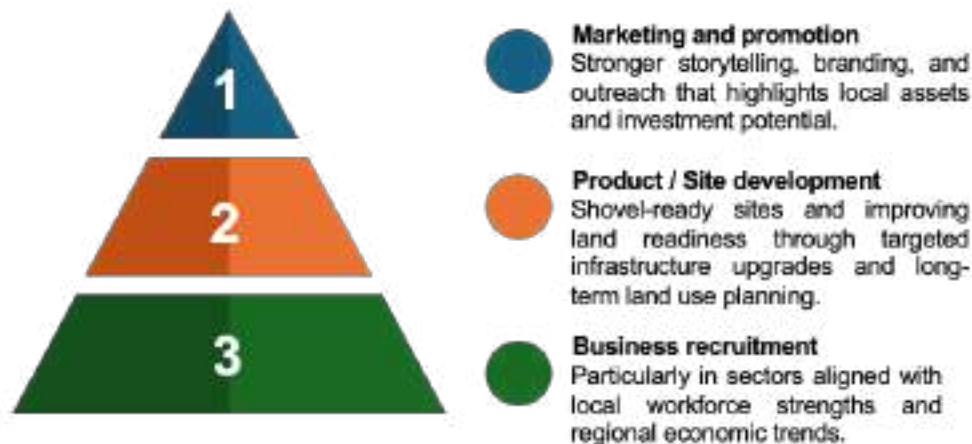 1
Marketing and promotion
Stronger storytelling, branding, and
outreach that highlights local assets
and investment potential.
2
Product / Site development
Shovel-ready sites and improving
land readiness through targeted
infrastructure upgrades and long-
term land use planning.
3
Business recruitment
Particularly in sectors aligned with
local workforce strengths and
regional economic trends.